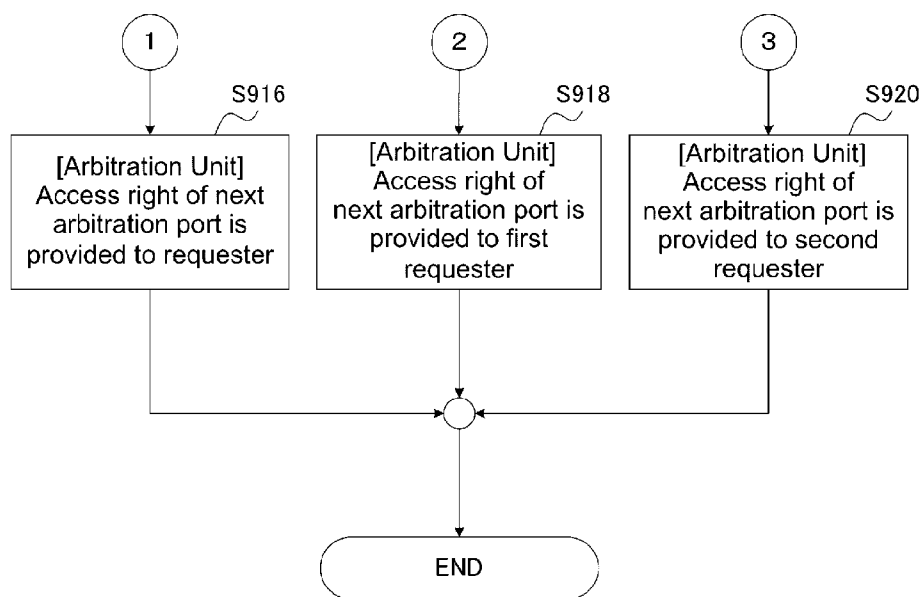 1
2
3
S916
[Arbitration Unit]
Access right of next
arbitration port is
provided to requester
S918
[Arbitration Unit]
Access right of
next arbitration port is
provided to first
requester
S920
[Arbitration Unit]
Access right of
next arbitration port is
provided to second
requester
END